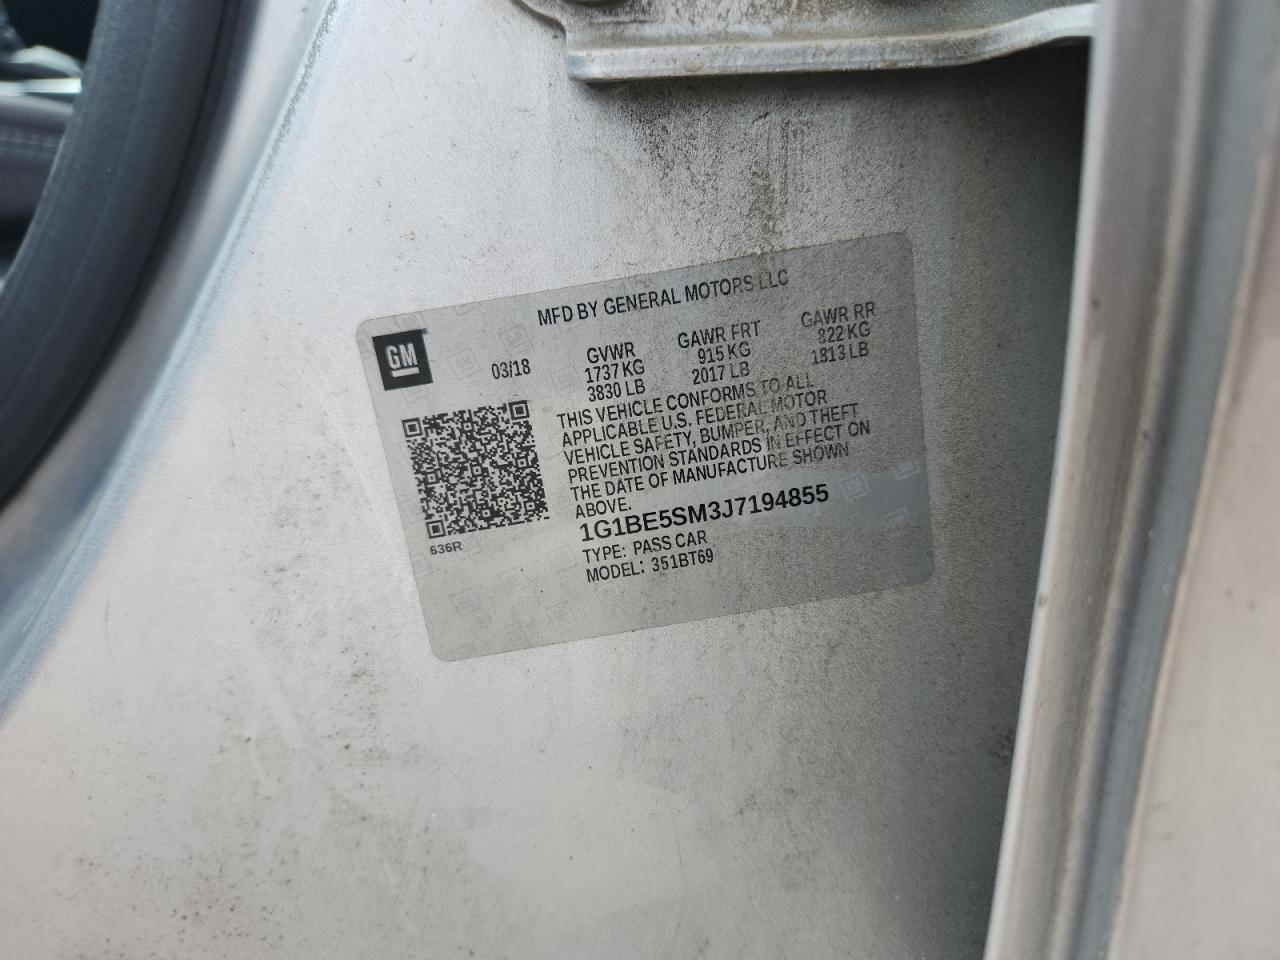 MFD BY GENERAL MOTORS LLC
GM
03/18
GVWR GAWR FRT GAWR RR
1737 KG 915 KG 822 KG
3830 LB 2017 LB 1813 LB
THIS VEHICLE CONFORMS TO ALL
APPLICABLE U.S. FEDERAL MOTOR
VEHICLE SAFETY, BUMPER, AND THEFT
PREVENTION STANDARDS IN EFFECT ON
THE DATE OF MANUFACTURE SHOWN
ABOVE.
1G1BE5SM3J7194855
636R
TYPE: PASS CAR
MODEL: 351BT69